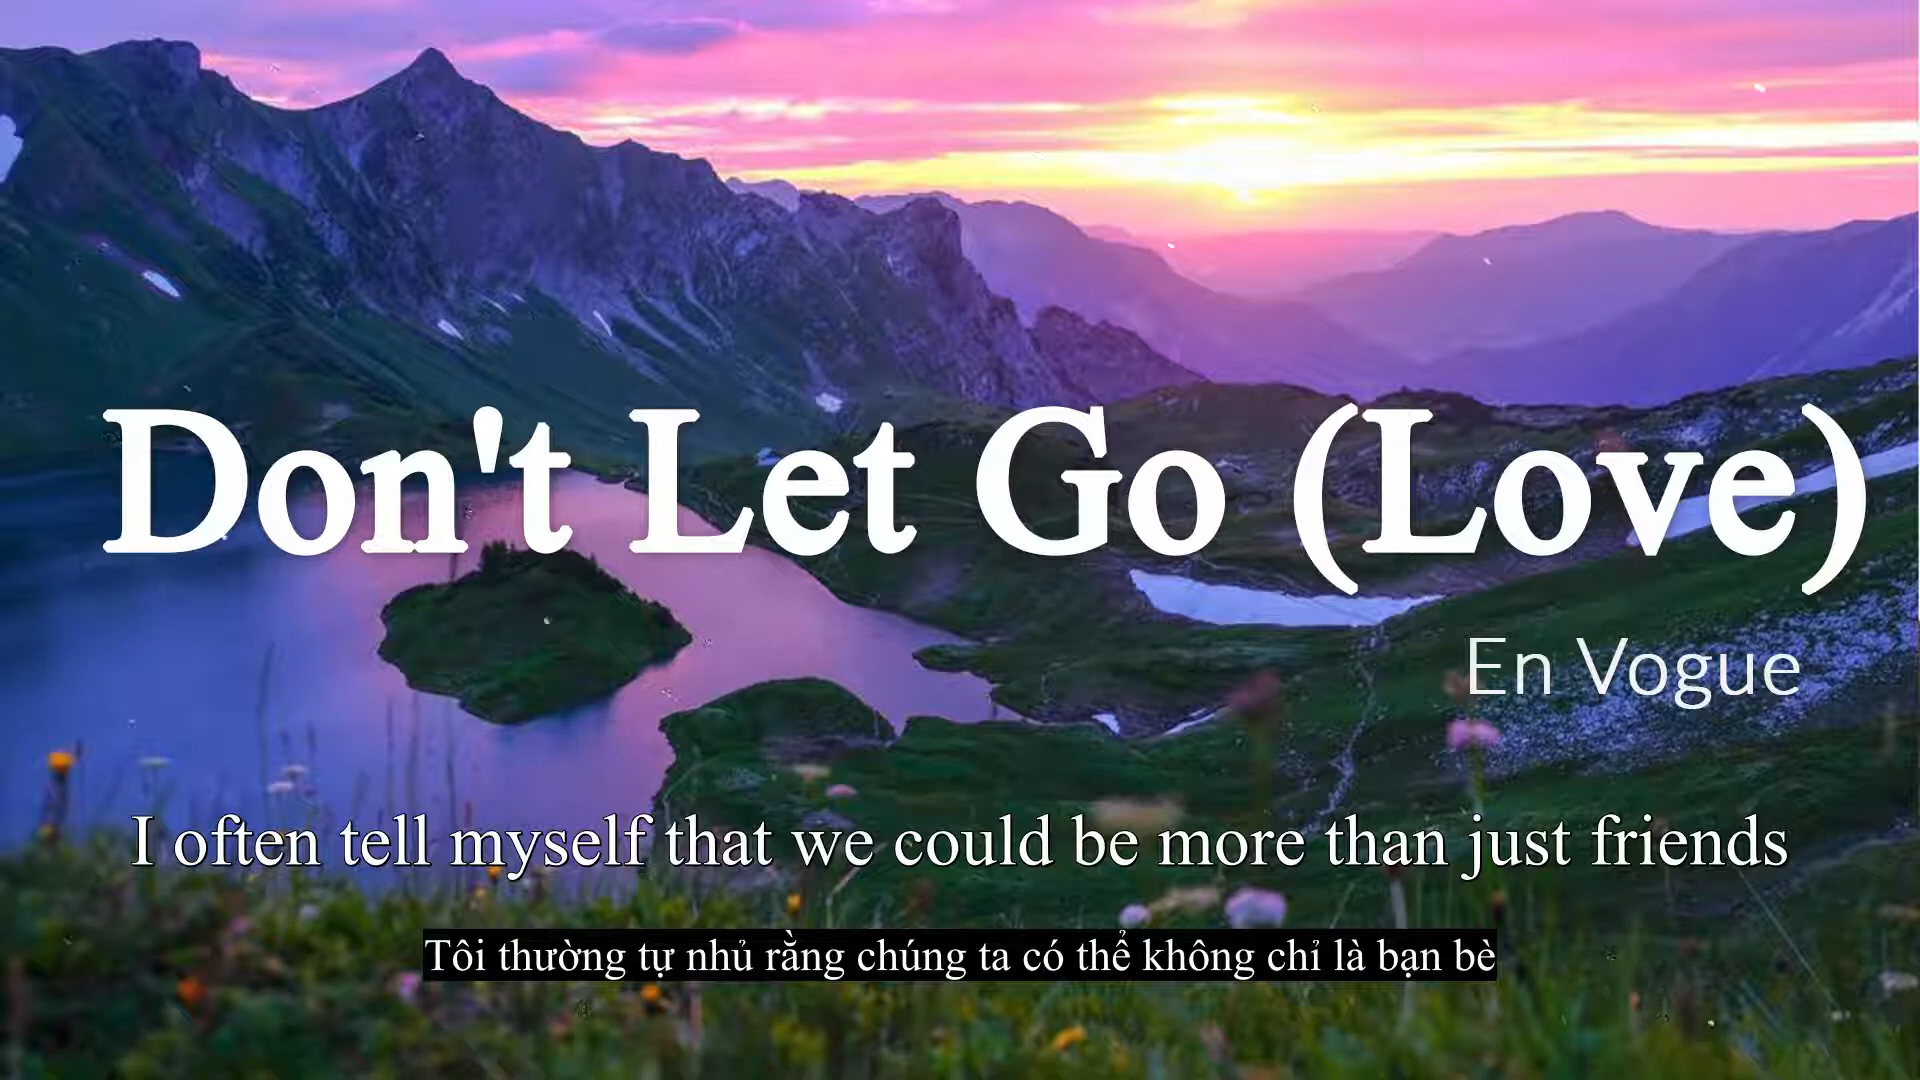 Don't Let Go (Love)
En Vogue
I often tell myself that we could be more than just friends
Tôi thường tự nhủ rằng chúng ta có thể không chỉ là bạn bè